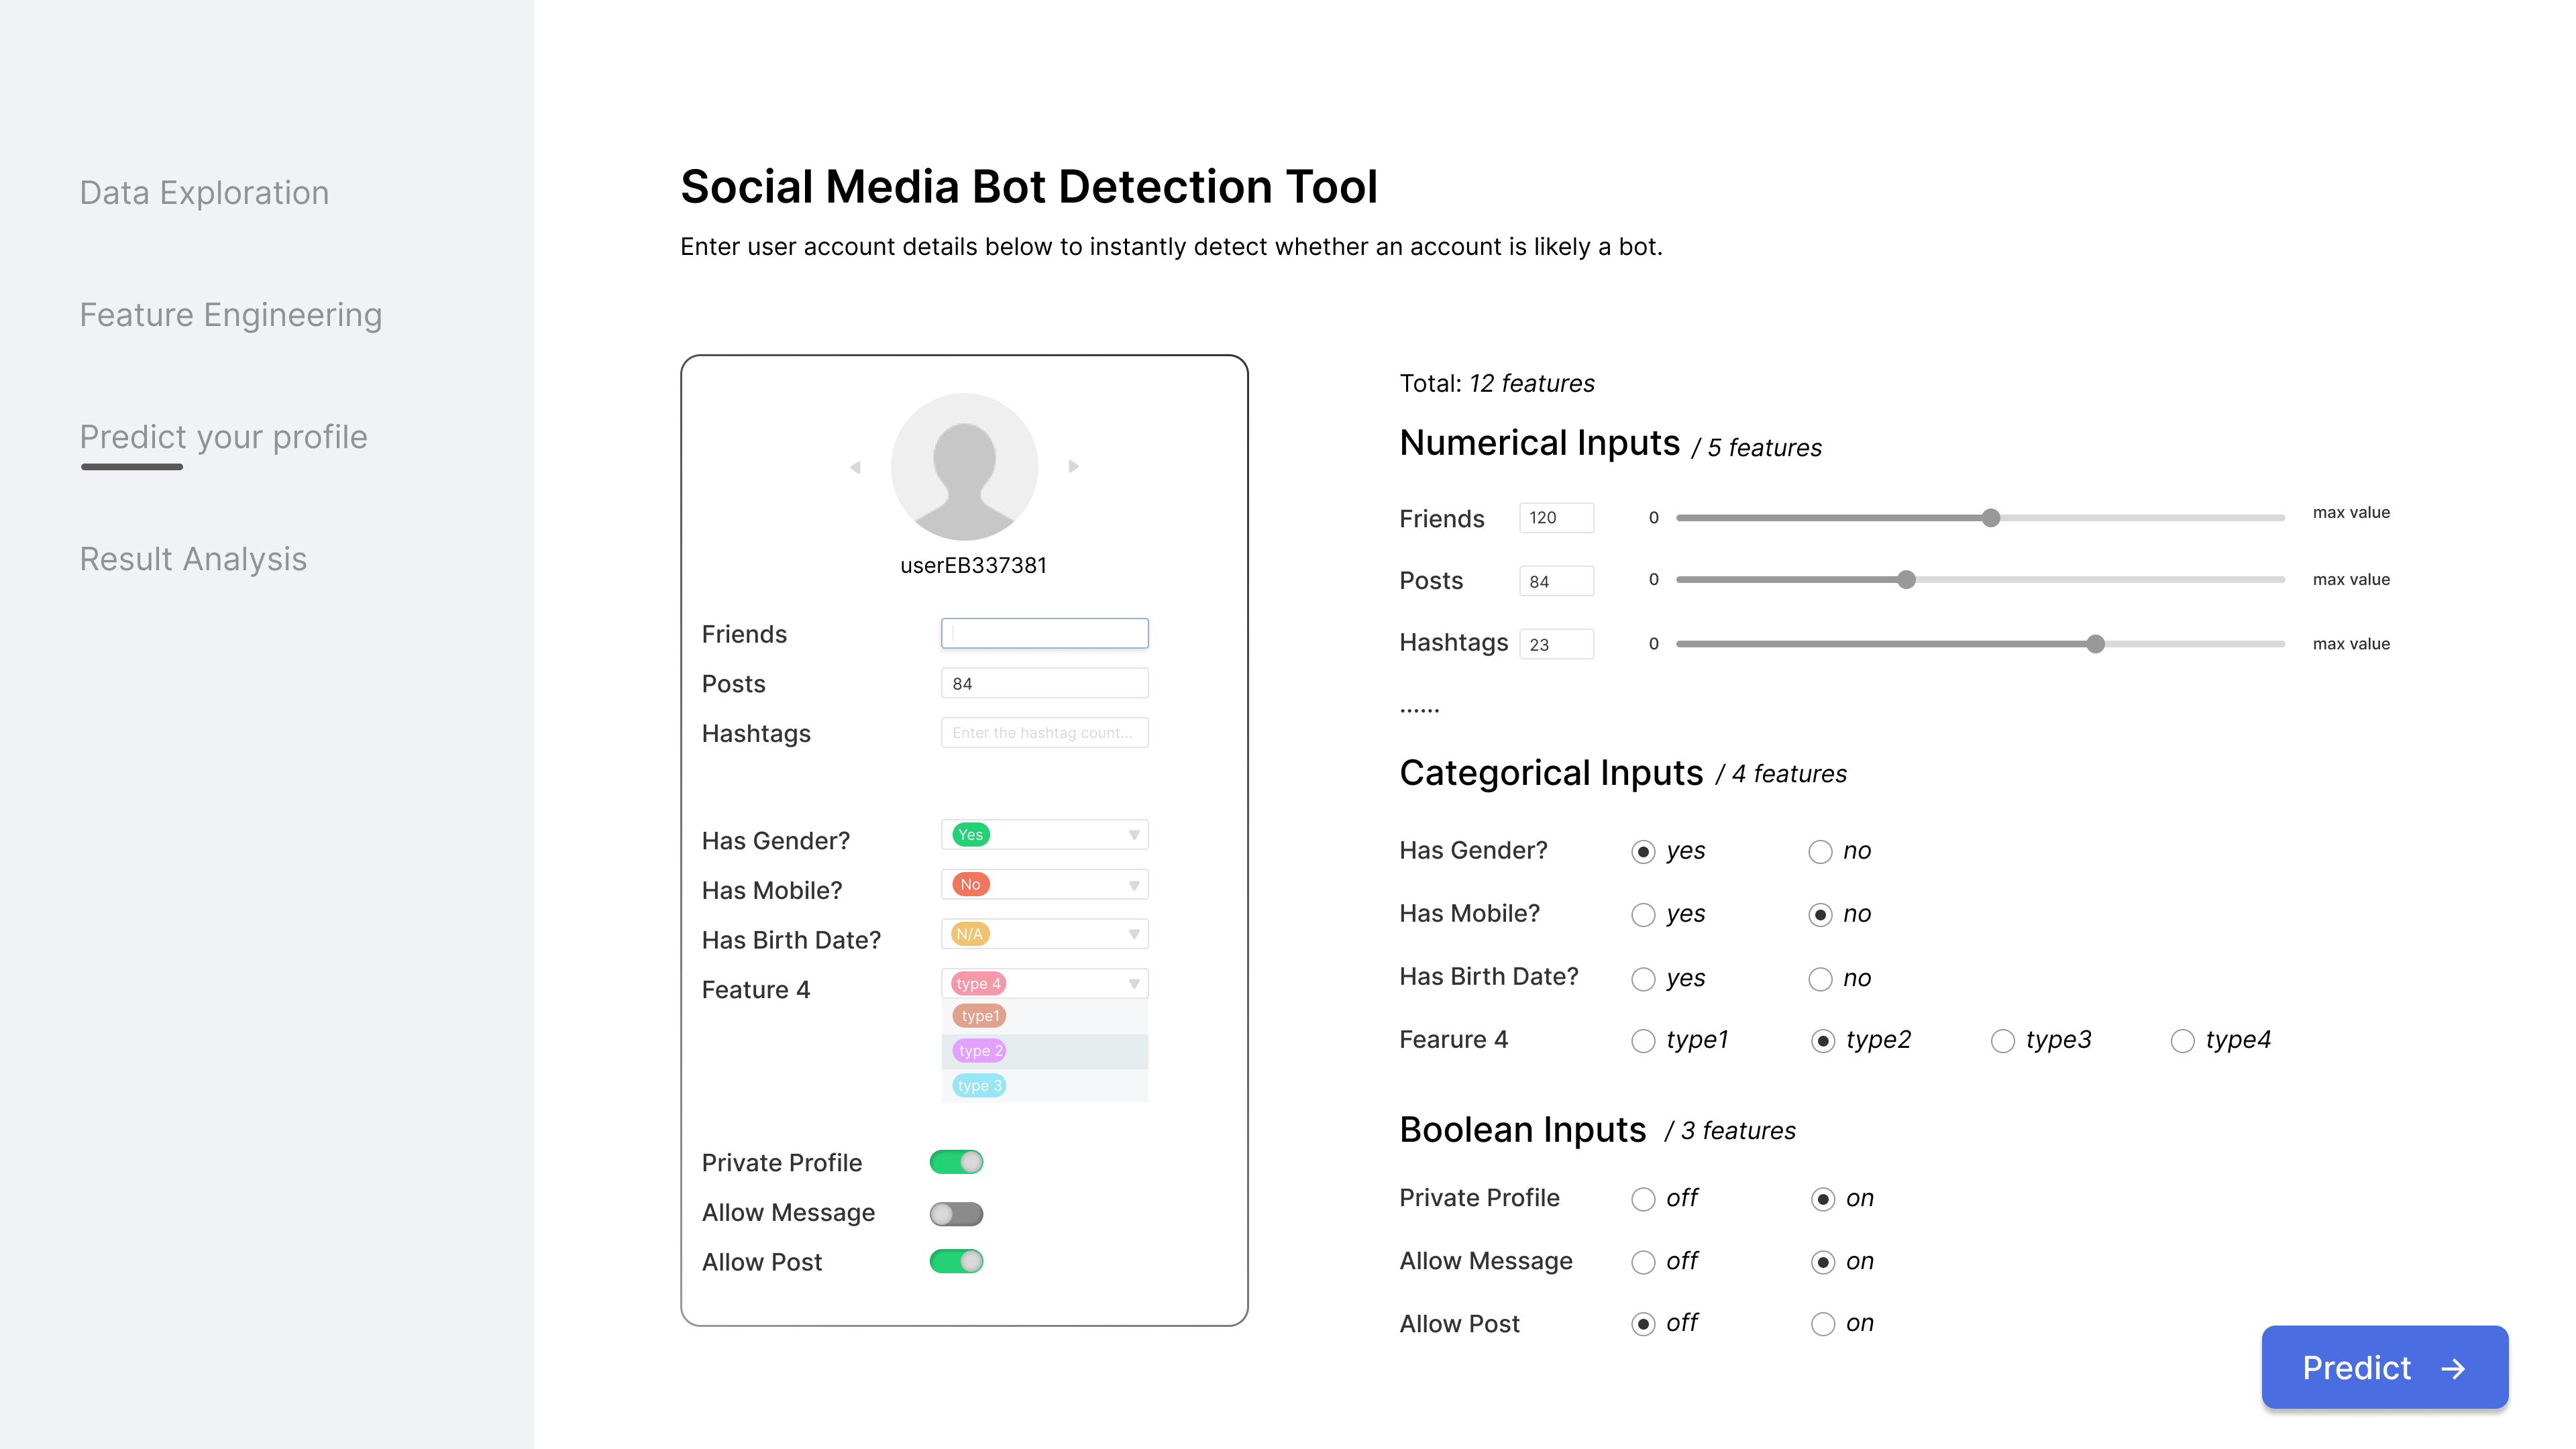 Data Exploration
Feature Engineering
Predict your profile
Result Analysis
Social Media Bot Detection Tool
Enter user account details below to instantly detect whether an account is likely a bot.
userEB337381
Friends
Posts 84
Hashtags Enter the hashtag count...
Has Gender? Yes
Has Mobile? No
Has Birth Date? N/A
Feature 4 type 4
type1
type 2
type 3
Private Profile
Allow Message
Allow Post
Total: 12 features
Numerical Inputs / 5 features
Friends 120 0 max value
Posts 84 0 max value
Hashtags 23 0 max value
......
Categorical Inputs / 4 features
Has Gender? yes no
Has Mobile? yes no
Has Birth Date? yes no
Fearure 4 type1 type2 type3 type4
Boolean Inputs / 3 features
Private Profile off on
Allow Message off on
Allow Post off on
Predict →